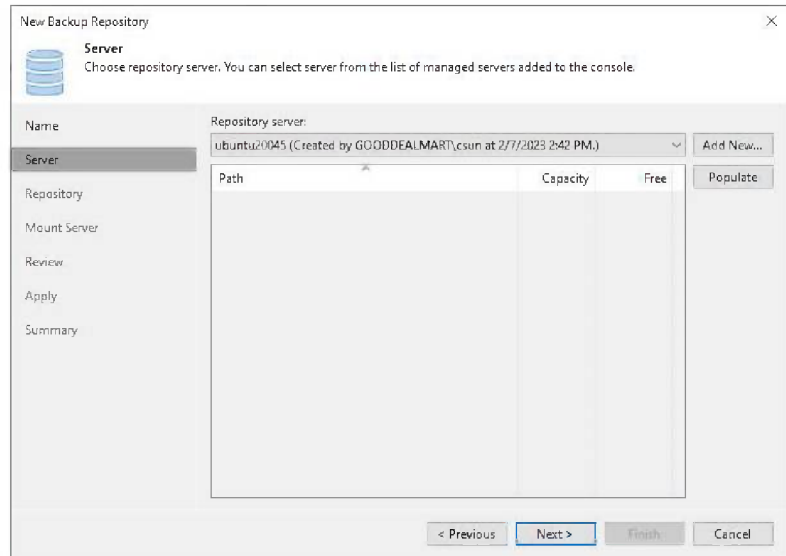 New Backup Repository
Server
Choose repository server. You can select server from the list of managed servers added to the console.
Name
Server
Repository
Mount Server
Review
Apply
Summary
Repository server:
ubuntu20045 (Created by GOODDEALMART\csun at 2/7/2023 2:42 PM.)
Add New...
Path Capacity Free
Populate
< Previous Next > Finish Cancel